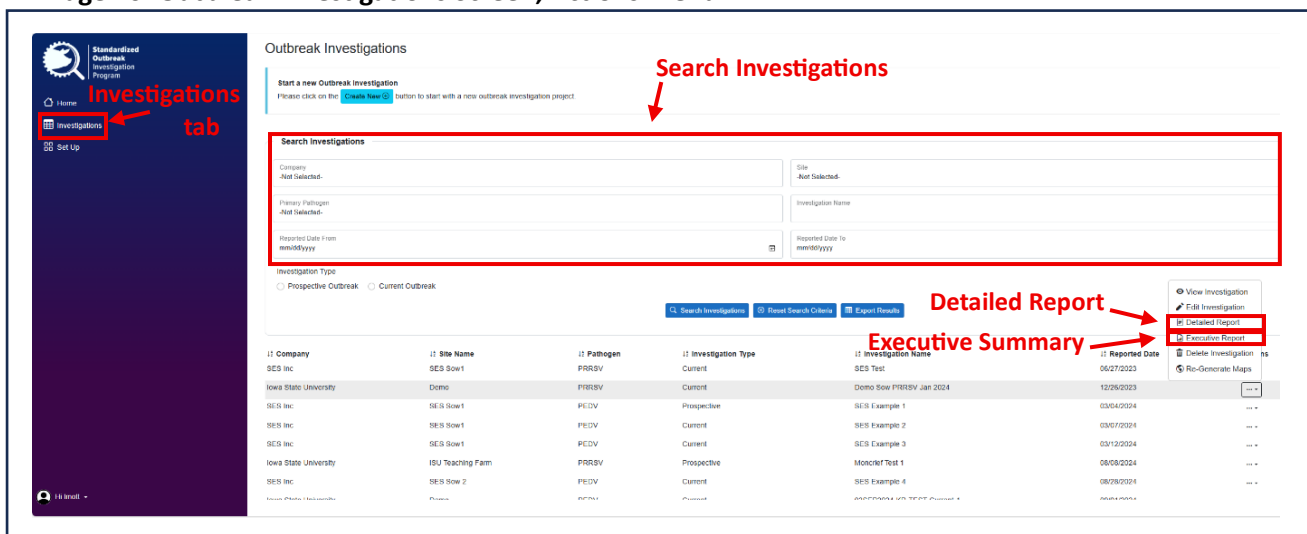 Standardized
Outbreak
Investigation
Program
Home
Investigations
Set Up
Investigations
tab
Hi lmott
Outbreak Investigations
Start a new Outbreak Investigation
Please click on the Create New button to start with a new outbreak investigation project.
Search Investigations
Search Investigations
Company
-Not Selected-
Site
-Not Selected-
Primary Pathogen
-Not Selected-
Investigation Name
Reported Date From
mm/dd/yyyy
Reported Date To
mm/dd/yyyy
Investigation Type
Prospective Outbreak Current Outbreak
Search Investigations Reset Search Criteria Export Results
Detailed Report
Executive Summary
View Investigation
Edit Investigation
Detailed Report
Executive Report
Delete Investigation
Re-Generate Maps
Company Site Name Pathogen Investigation Type Investigation Name Reported Date
SES Inc SES Sow1 PRRSV Current SES Test 06/27/2023
Iowa State University Demo PRRSV Current Demo Sow PRRSV Jan 2024 12/26/2023
SES Inc SES Sow1 PEDV Prospective SES Example 1 03/04/2024
SES Inc SES Sow1 PEDV Current SES Example 2 03/07/2024
SES Inc SES Sow1 PEDV Current SES Example 3 03/12/2024
Iowa State University ISU Teaching Farm PRRSV Prospective Moncrief Test 1 08/08/2024
SES Inc SES Sow 2 PEDV Current SES Example 4 08/28/2024